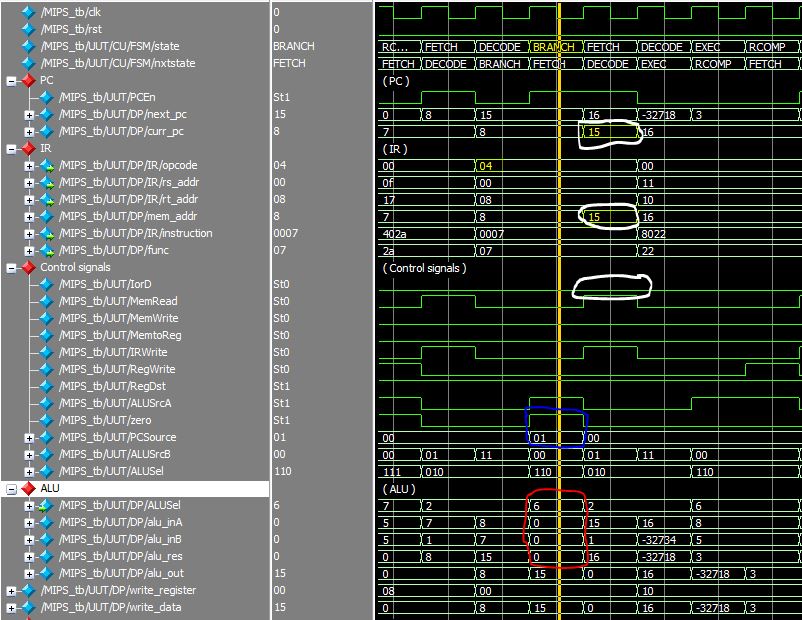 /MIPS_tb/clk 0
/MIPS_tb/rst 0
/MIPS_tb/UUT/CU/FSM/state BRANCH RC... FETCH DECODE BRANCH FETCH DECODE EXEC RCOMP
/MIPS_tb/UUT/CU/FSM/nxtstate FETCH FETCH DECODE BRANCH FETCH DECODE EXEC RCOMP FETCH
PC (PC)
/MIPS_tb/UUT/PCEn St1
/MIPS_tb/UUT/DP/next_pc 15 0 8 15 16 -32718 3
/MIPS_tb/UUT/DP/curr_pc 8 7 8 15 16
IR (IR)
/MIPS_tb/UUT/DP/IR/opcode 04 00 04 00
/MIPS_tb/UUT/DP/IR/rs_addr 00 0f 00 11
/MIPS_tb/UUT/DP/IR/rt_addr 08 17 08 10
/MIPS_tb/UUT/DP/mem_addr 8 7 8 15 16
/MIPS_tb/UUT/DP/IR/instruction 0007 402a 0007 8022
/MIPS_tb/UUT/DP/IR/func 07 2a 07 22
Control signals (Control signals)
/MIPS_tb/UUT/IorD St0
/MIPS_tb/UUT/MemRead St0
/MIPS_tb/UUT/MemWrite St0
/MIPS_tb/UUT/MemtoReg St0
/MIPS_tb/UUT/IRWrite St0
/MIPS_tb/UUT/RegWrite St0
/MIPS_tb/UUT/RegDst St1
/MIPS_tb/UUT/ALUSrcA St1
/MIPS_tb/UUT/zero St1
/MIPS_tb/UUT/PCSource 01 00 01 00
/MIPS_tb/UUT/ALUSrcB 00 00 01 11 00 01 11 00
/MIPS_tb/UUT/ALUSel 110 111 010 110 010 110
ALU (ALU)
/MIPS_tb/UUT/DP/ALUSel 6 7 2 6 2 6
/MIPS_tb/UUT/DP/alu_inA 0 5 7 8 0 15 16 8
/MIPS_tb/UUT/DP/alu_inB 0 5 1 7 0 1 -32734 5
/MIPS_tb/UUT/DP/alu_res 0 0 8 15 0 16 -32718 3
/MIPS_tb/UUT/DP/alu_out 15 0 8 15 0 16 -32718 3
/MIPS_tb/UUT/DP/write_register 00 08 00 10
/MIPS_tb/UUT/DP/write_data 15 0 8 15 0 16 -32718 3